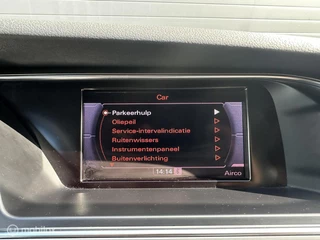 Car
Parkeerhulp
Oliepeil
Service-intervalindicatie
Ruitenwissers
Instrumentenpaneel
Buitenverlichting
14:14
Airco